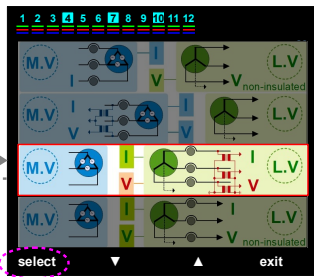 1 2 3 4 5 6 7 8 9 10 11 12
M.V I I V V L.V
non-insulated
M.V I V I V L.V
M.V I V I V L.V
M.V I V I V L.V
non-insulated
select ▼ ▲ exit